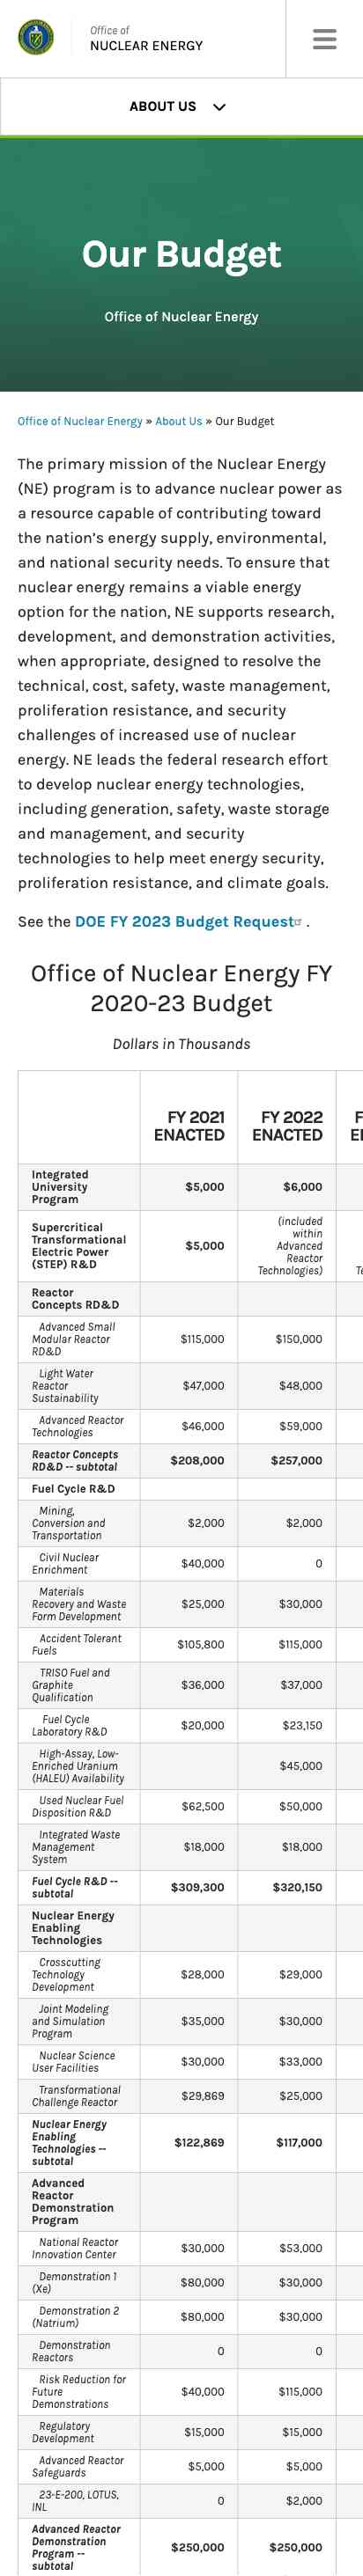 Office of
NUCLEAR ENERGY
ABOUT US
Our Budget
Office of Nuclear Energy
Office of Nuclear Energy » About Us » Our Budget
The primary mission of the Nuclear Energy
(NE) program is to advance nuclear power as
a resource capable of contributing toward
the nation's energy supply, environmental,
and national security needs. To ensure that
nuclear energy remains a viable energy
option for the nation, NE supports research,
development, and demonstration activities,
when appropriate, designed to resolve the
technical, cost, safety, waste management,
proliferation resistance, and security
challenges of increased use of nuclear
energy. NE leads the federal research effort
to develop nuclear energy technologies,
including generation, safety, waste storage
and management, and security
technologies to help meet energy security,
proliferation resistance, and climate goals.
See the DOE FY 2023 Budget Request .
Office of Nuclear Energy FY
2020-23 Budget
Dollars in Thousands
FY 2021 FY 2022
ENACTED ENACTED
Integrated
University
Program
$5,000 $6,000
Supercritical
Transformational
Electric Power
(STEP) R&D
$5,000
(included
within
Advanced
Reactor
Technologies)
Reactor
Concepts RD&D
Advanced Small
Modular Reactor
RD&D
$115,000 $150,000
Light Water
Reactor
Sustainability
$47,000 $48,000
Advanced Reactor
Technologies
$46,000 $59,000
Reactor Concepts
RD&D -- subtotal
$208,000 $257,000
Fuel Cycle R&D
Mining,
Conversion and
Transportation
$2,000 $2,000
Civil Nuclear
Enrichment
$40,000 0
Materials
Recovery and Waste
Form Development
$25,000 $30,000
Accident Tolerant
Fuels
$105,800 $115,000
TRISO Fuel and
Graphite
Qualification
$36,000 $37,000
Fuel Cycle
Laboratory R&D
$20,000 $23,150
High-Assay, Low-
Enriched Uranium
(HALEU) Availability
$45,000
Used Nuclear Fuel
Disposition R&D
$62,500 $50,000
Integrated Waste
Management
System
$18,000 $18,000
Fuel Cycle R&D --
subtotal
$309,300 $320,150
Nuclear Energy
Enabling
Technologies
Crosscutting
Technology
Development
$28,000 $29,000
Joint Modeling
and Simulation
Program
$35,000 $30,000
Nuclear Science
User Facilities
$30,000 $33,000
Transformational
Challenge Reactor
$29,869 $25,000
Nuclear Energy
Enabling
Technologies --
subtotal
$122,869 $117,000
Advanced
Reactor
Demonstration
Program
National Reactor
Innovation Center
$30,000 $53,000
Demonstration 1
(Xe)
$80,000 $30,000
Demonstration 2
(Natrium)
$80,000 $30,000
Demonstration
Reactors
0 0
Risk Reduction for
Future
Demonstrations
$40,000 $115,000
Regulatory
Development
$15,000 $15,000
Advanced Reactor
Safeguards
$5,000 $5,000
23-E-200, LOTUS,
INL
0 $2,000
Advanced Reactor
Demonstration
Program --
subtotal
$250,000 $250,000